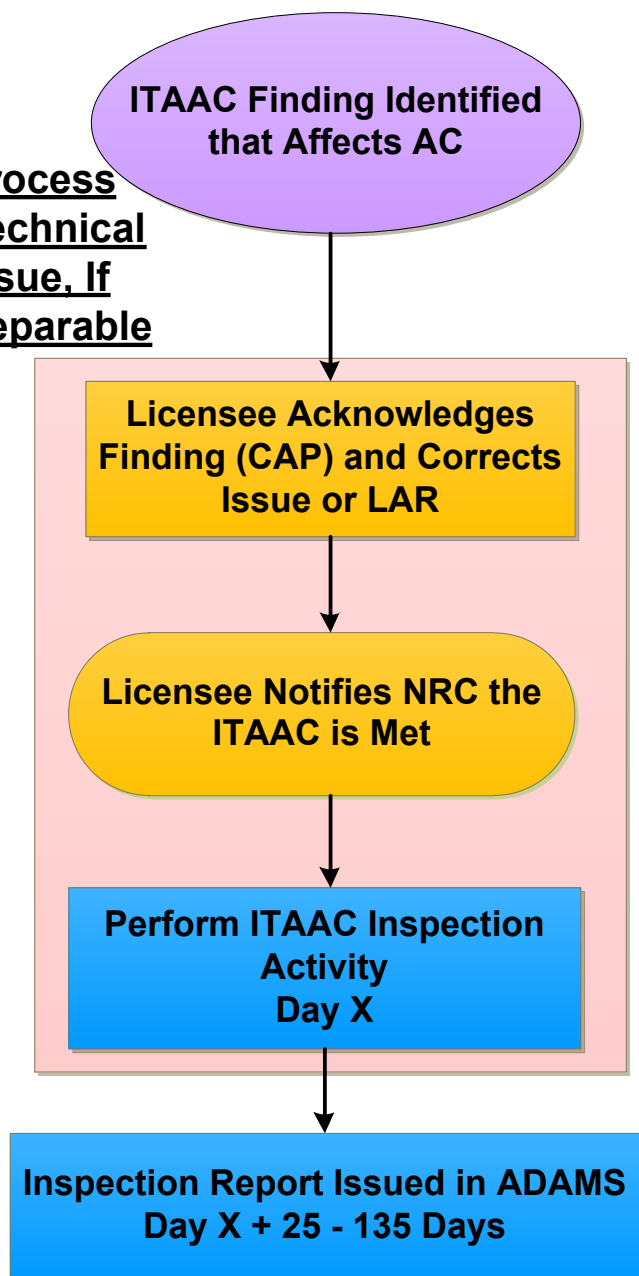 ITAAC Finding Identified
that Affects AC
rocess
echnical
sue, If
eparable
Licensee Acknowledges
Finding (CAP) and Corrects
Issue or LAR
Licensee Notifies NRC the
ITAAC is Met
Perform ITAAC Inspection
Activity
Day X
Inspection Report Issued in ADAMS
Day X + 25 - 135 Days